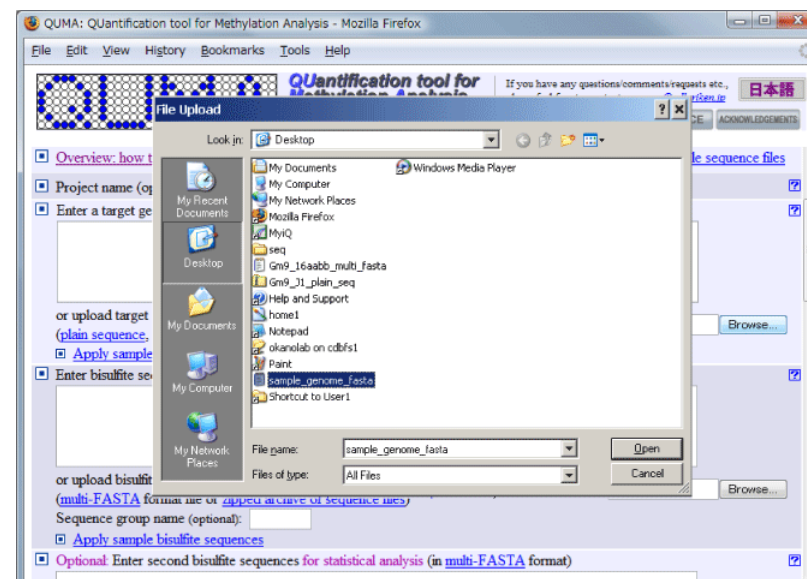 QUMA: QUantification tool for Methylation Analysis - Mozilla Firefox
File Edit View History Bookmarks Tools Help
QUMA
QUantification tool for
Methylation Analysis
If you have any questions/comments/requests etc.,
日本語
ACKNOWLEDGEMENTS
File Upload
Look in: Desktop
My Recent Documents
Desktop
My Documents
My Computer
My Network Places
My Documents
My Computer
My Network Places
Mozilla Firefox
MyiQ
seq
Gm9_16aabb_multi_fasta
Gm9_J1_plain_seq
Help and Support
home1
Notepad
okanolab on cdbfs1
Paint
sample_genome_fasta
Shortcut to User1
Windows Media Player
File name: sample_genome_fasta Open
Files of type: All Files Cancel
Overview: how t
le sequence files
Project name (op
Enter a target ge
or upload target
Browse...
(plain sequence,
Apply sample
Enter bisulfite se
or upload bisulfit
Browse...
(multi-FASTA format file or zipped archive of sequence files)
Sequence group name (optional):
Apply sample bisulfite sequences
Optional: Enter second bisulfite sequences for statistical analysis (in multi-FASTA format)